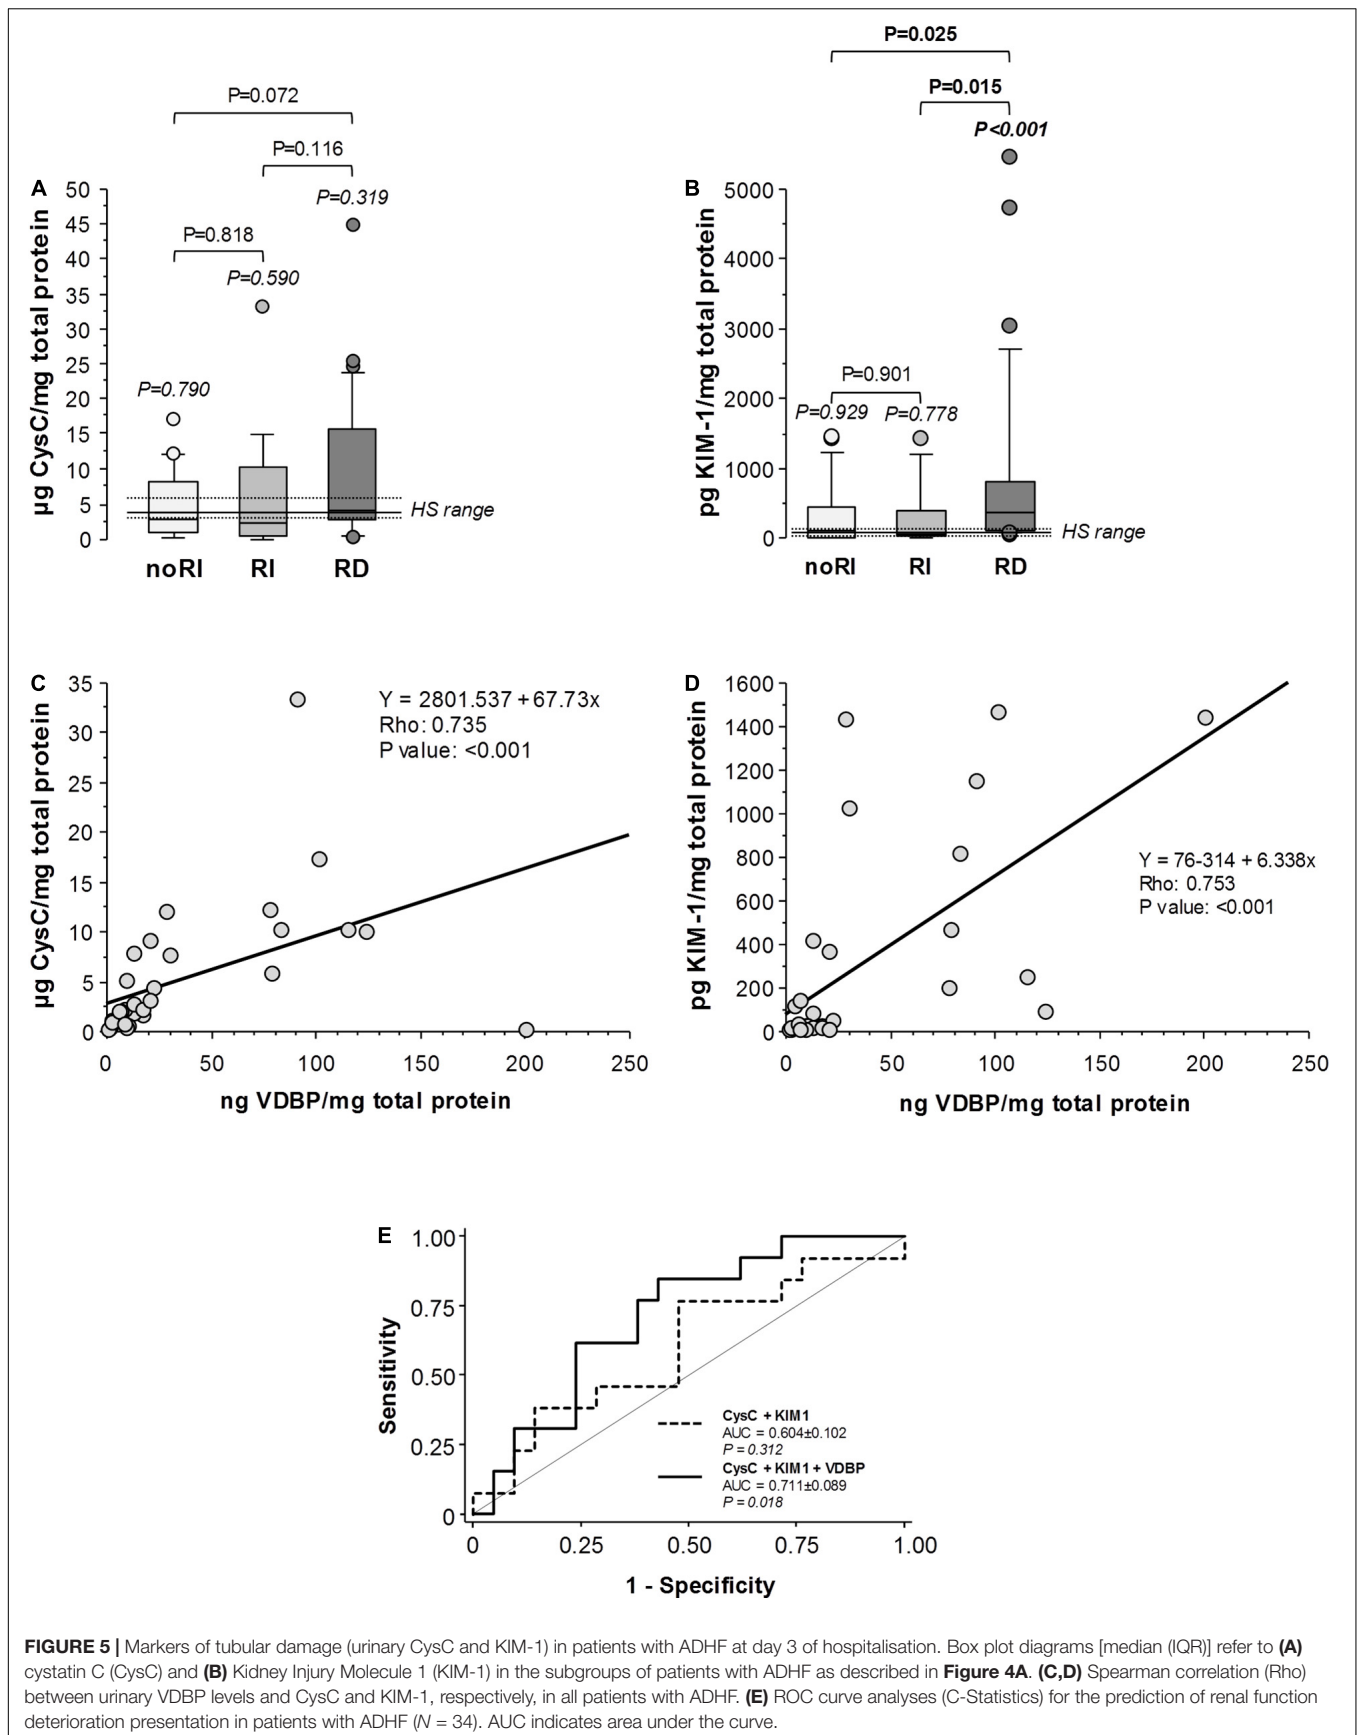 A
P=0.072
P=0.116
P=0.319
P=0.818
P=0.590
P=0.790
µg CysC/mg total protein
50
45
40
35
30
25
20
15
10
5
0
HS range
noRI RI RD
B
P=0.025
P=0.015
P<0.001
P=0.901
P=0.929 P=0.778
pg KIM-1/mg total protein
5000
4000
3000
2000
1000
0
HS range
noRI RI RD
C
µg CysC/mg total protein
35
30
25
20
15
10
5
0
Y = 2801.537 + 67.73x
Rho: 0.735
P value: <0.001
0 50 100 150 200 250
ng VDBP/mg total protein
D
pg KIM-1/mg total protein
1600
1400
1200
1000
800
600
400
200
0
Y = 76-314 + 6.338x
Rho: 0.753
P value: <0.001
0 50 100 150 200 250
ng VDBP/mg total protein
E
Sensitivity
1.00
0.75
0.50
0.25
0
CysC + KIM1
AUC = 0.604±0.102
P = 0.312
CysC + KIM1 + VDBP
AUC = 0.711±0.089
P = 0.018
0 0.25 0.50 0.75 1.00
1 - Specificity
FIGURE 5 | Markers of tubular damage (urinary CysC and KIM-1) in patients with ADHF at day 3 of hospitalisation. Box plot diagrams [median (IQR)] refer to (A)
cystatin C (CysC) and (B) Kidney Injury Molecule 1 (KIM-1) in the subgroups of patients with ADHF as described in Figure 4A. (C,D) Spearman correlation (Rho)
between urinary VDBP levels and CysC and KIM-1, respectively, in all patients with ADHF. (E) ROC curve analyses (C-Statistics) for the prediction of renal function
deterioration presentation in patients with ADHF (N = 34). AUC indicates area under the curve.